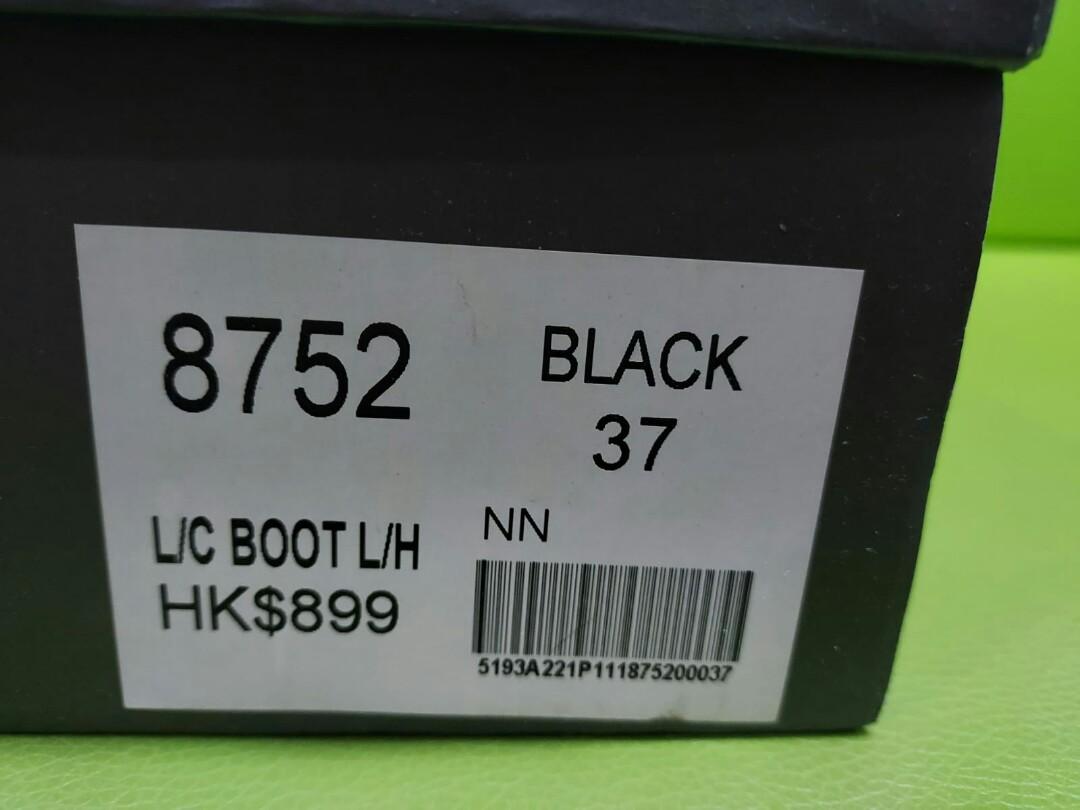 8752 BLACK
37
L/C BOOT L/H NN
HK$899
5193A221P111875200037